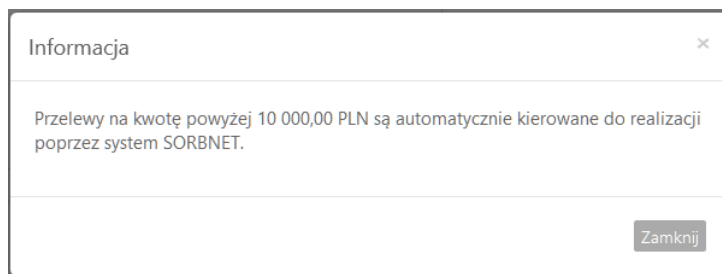 Informacja
×
Przelewy na kwotę powyżej 10 000,00 PLN są automatycznie kierowane do realizacji
poprzez system SORBNET.
Zamknij